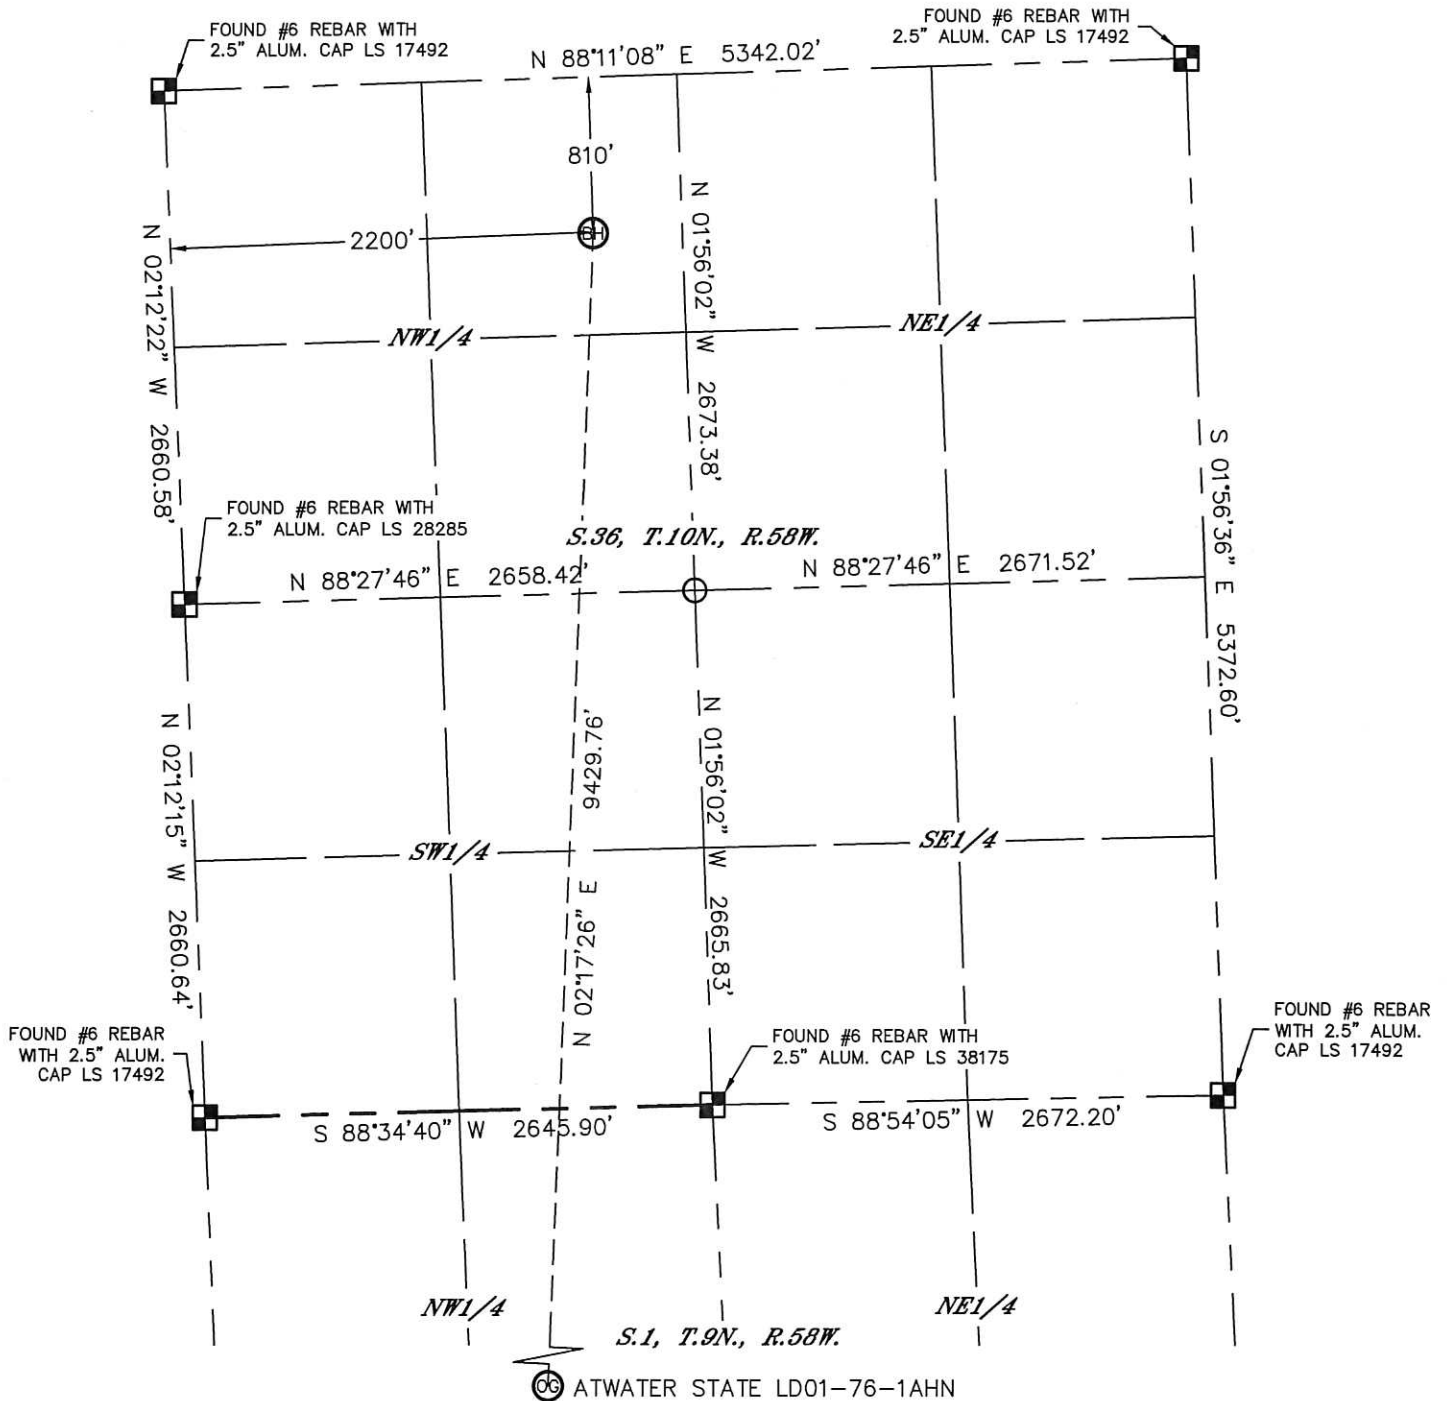 FOUND #6 REBAR WITH
2.5" ALUM. CAP LS 17492
FOUND #6 REBAR WITH
2.5" ALUM. CAP LS 17492
N 88°11'08" E 5342.02'
810'
BH
2200'
N 02°12'22" W 2660.58'
N 01°56'02" W 2673.38'
NW1/4
NE1/4
S 01°56'36" E 5372.60'
FOUND #6 REBAR WITH
2.5" ALUM. CAP LS 28285
S.36, T.10N., R.58W.
N 88°27'46" E 2658.42'
N 88°27'46" E 2671.52'
N 02°12'15" W 2660.64'
N 02°17'26" E 9429.76'
N 01°56'02" W 2665.83'
SW1/4
SE1/4
FOUND #6 REBAR
WITH 2.5" ALUM.
CAP LS 17492
FOUND #6 REBAR WITH
2.5" ALUM. CAP LS 38175
FOUND #6 REBAR
WITH 2.5" ALUM.
CAP LS 17492
S 88°34'40" W 2645.90'
S 88°54'05" W 2672.20'
NW1/4
NE1/4
S.1, T.9N., R.58W.
OG ATWATER STATE LD01-76-1AHN